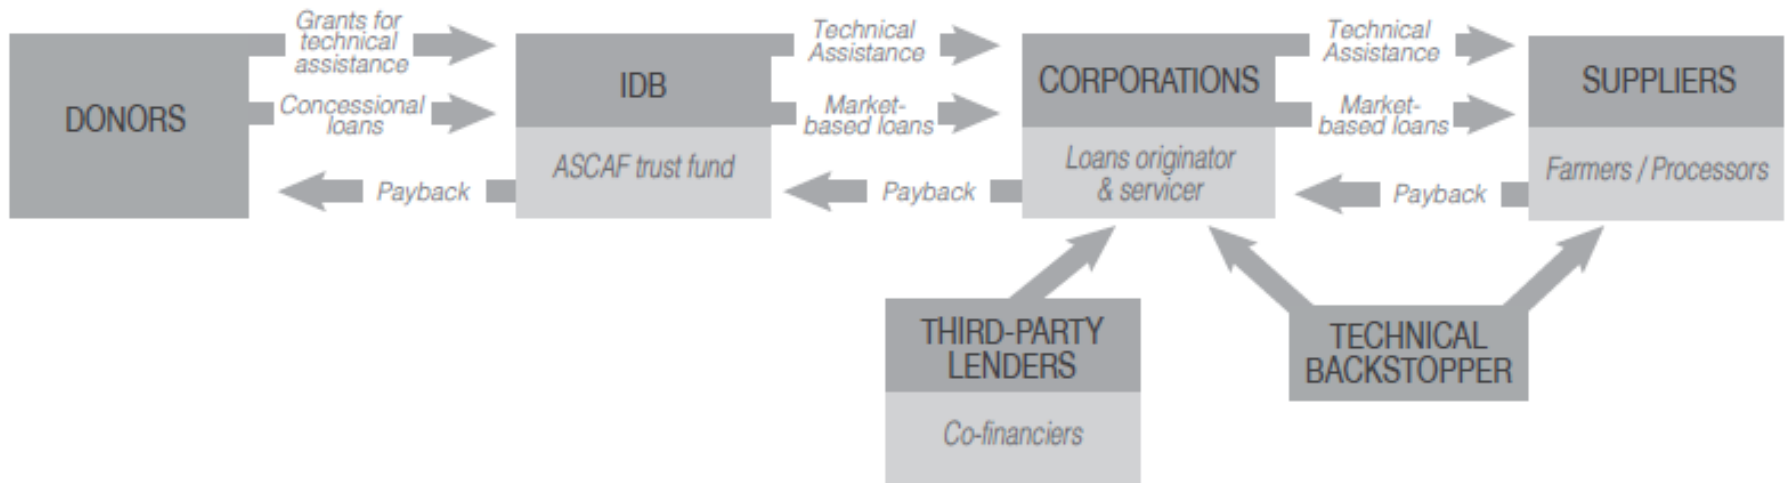 DONORS
Grants for
technical
assistance
Concessional
loans
Payback
IDB
ASCAF trust fund
Technical
Assistance
Market-
based loans
Payback
CORPORATIONS
Loans originator
& servicer
Technical
Assistance
Market-
based loans
Payback
SUPPLIERS
Farmers / Processors
THIRD-PARTY
LENDERS
Co-financiers
TECHNICAL
BACKSTOPPER